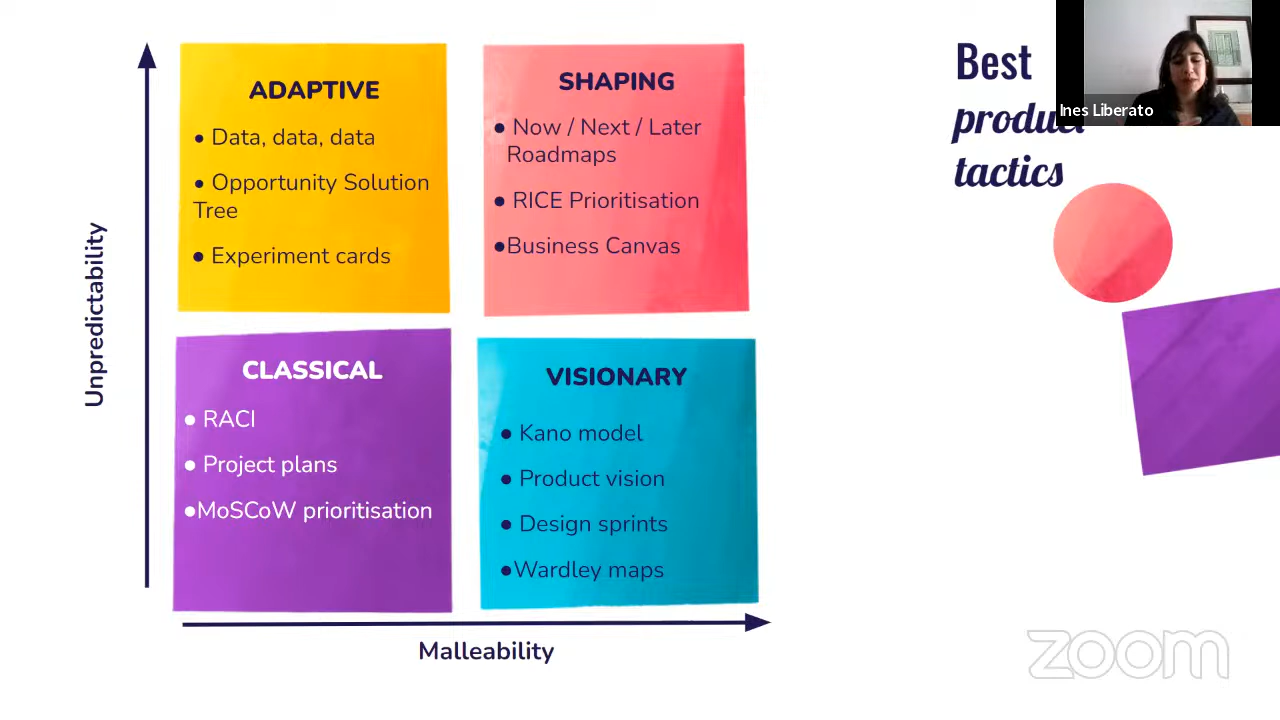 Best
product
tactics
Ines Liberato
Unpredictability
ADAPTIVE
• Data, data, data
• Opportunity Solution
Tree
• Experiment cards
SHAPING
• Now / Next / Later
Roadmaps
• RICE Prioritisation
•Business Canvas
CLASSICAL
• RACI
• Project plans
•MoSCoW prioritisation
VISIONARY
• Kano model
• Product vision
• Design sprints
•Wardley maps
Malleability
zoom